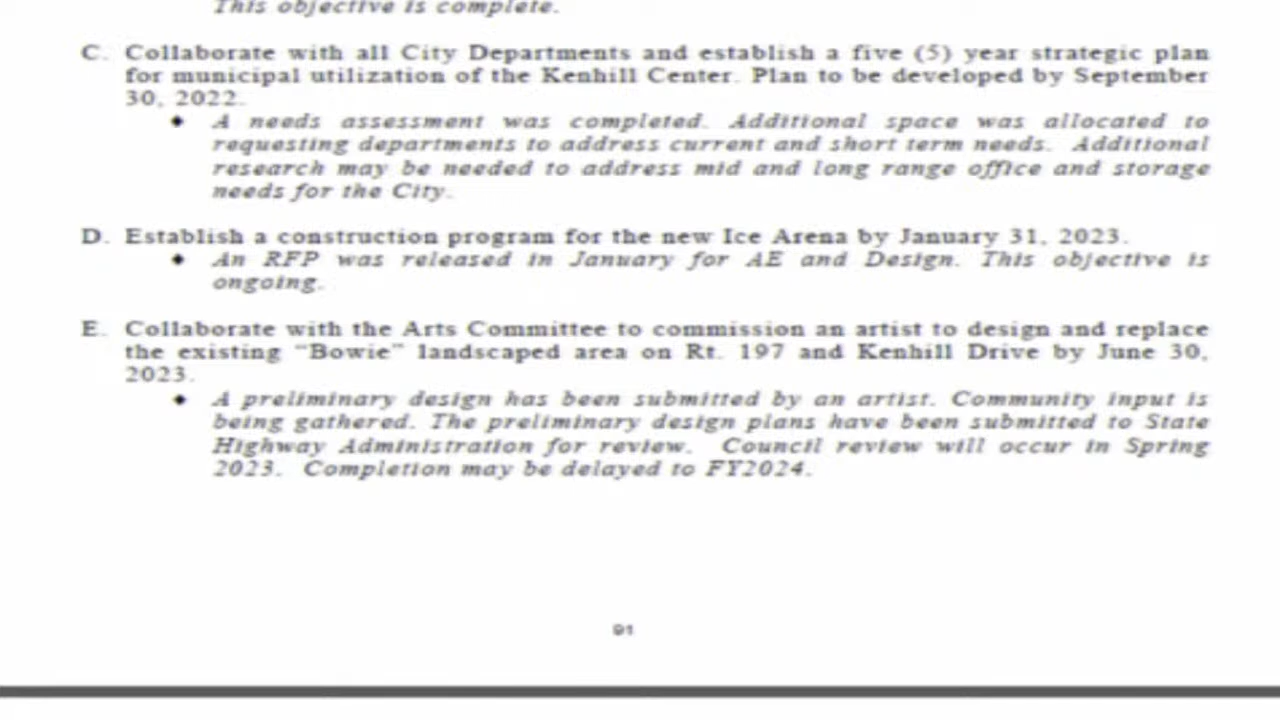 This objective is complete.
C. Collaborate with all City Departments and establish a five (5) year strategic plan
for municipal utilization of the Kenhill Center. Plan to be developed by September
30, 2022.
◆ A needs assessment was completed. Additional space was allocated to
requesting departments to address current and short term needs. Additional
research may be needed to address mid and long range office and storage
needs for the City.
D. Establish a construction program for the new Ice Arena by January 31, 2023.
◆ An RFP was released in January for AE and Design. This objective is
ongoing.
E. Collaborate with the Arts Committee to commission an artist to design and replace
the existing "Bowie" landscaped area on Rt. 197 and Kenhill Drive by June 30,
2023.
◆ A preliminary design has been submitted by an artist. Community input is
being gathered. The preliminary design plans have been submitted to State
Highway Administration for review. Council review will occur in Spring
2023. Completion may be delayed to FY2024.
91